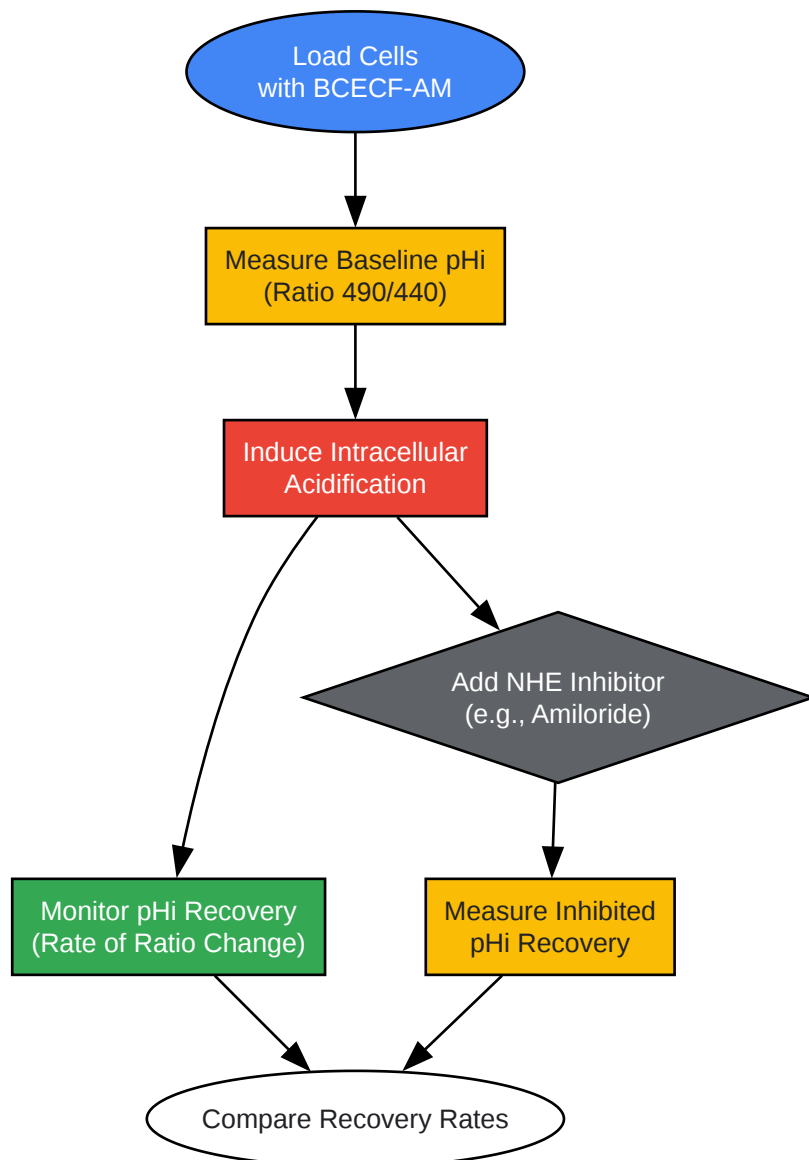 Load Cells
with BCECF-AM
Measure Baseline pHi
(Ratio 490/440)
Induce Intracellular
Acidification
Add NHE Inhibitor
(e.g., Amiloride)
Monitor pHi Recovery
(Rate of Ratio Change)
Measure Inhibited
pHi Recovery
Compare Recovery Rates